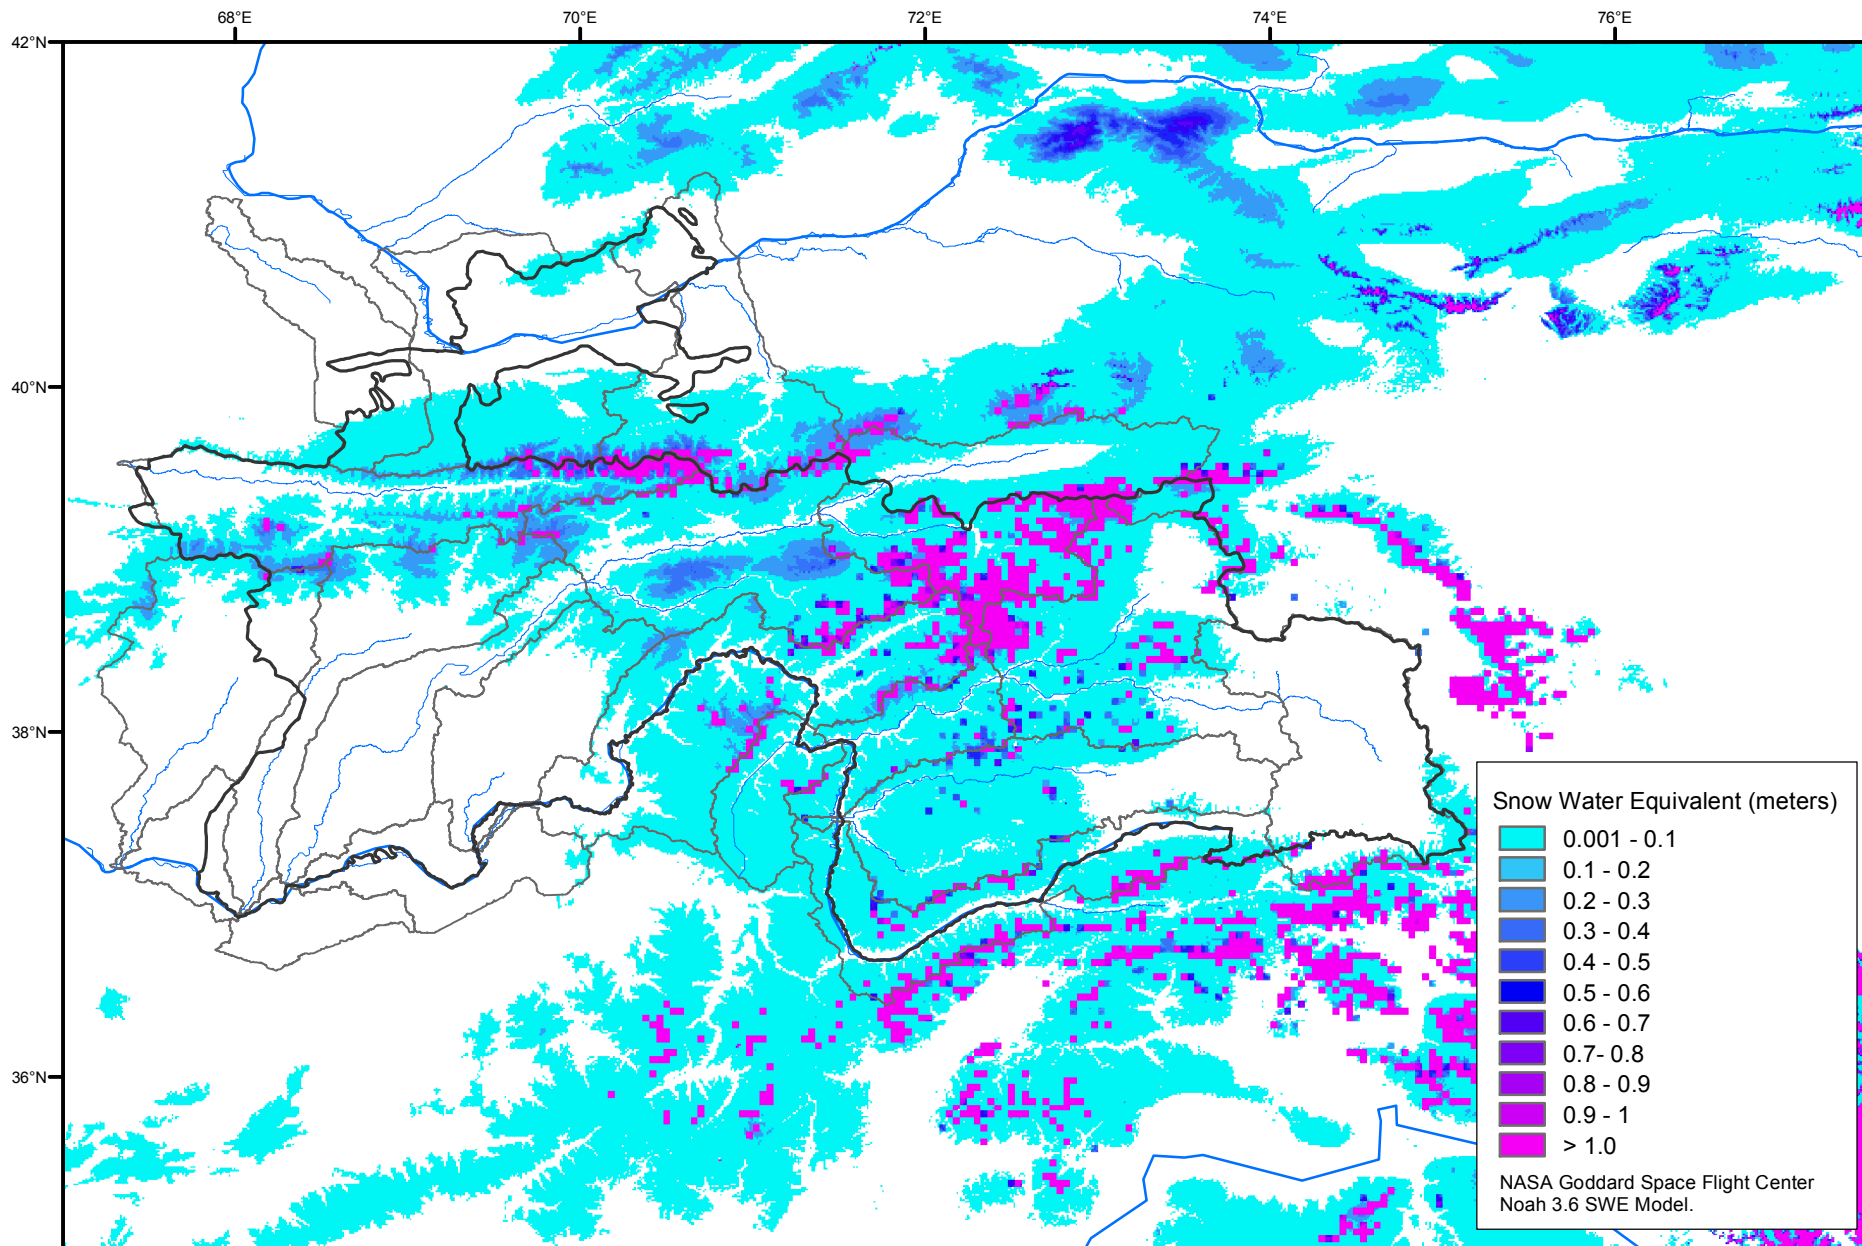 68°E 70°E 72°E 74°E 76°E
42°N
40°N
38°N
36°N
Snow Water Equivalent (meters)
0.001 - 0.1
0.1 - 0.2
0.2 - 0.3
0.3 - 0.4
0.4 - 0.5
0.5 - 0.6
0.6 - 0.7
0.7- 0.8
0.8 - 0.9
0.9 - 1
> 1.0
NASA Goddard Space Flight Center
Noah 3.6 SWE Model.